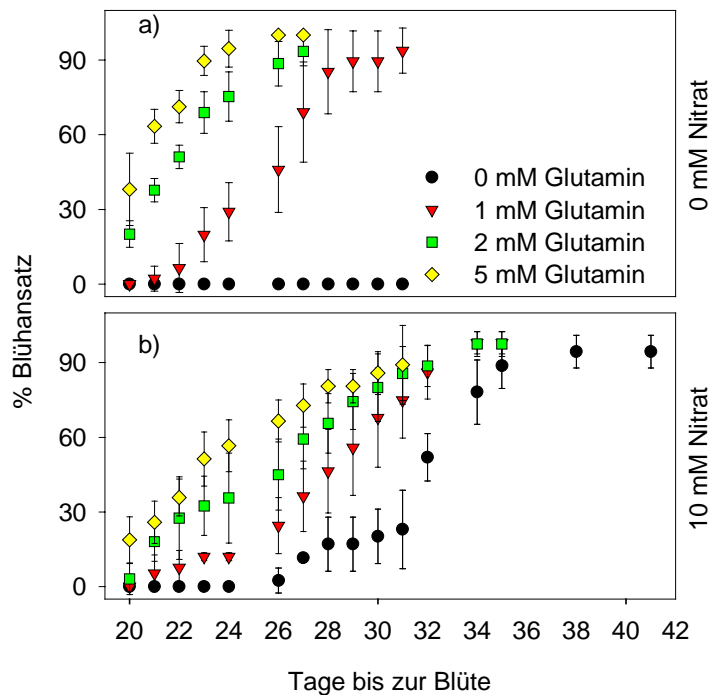 a)
90
60
30
0
0 mM Glutamin
1 mM Glutamin
2 mM Glutamin
5 mM Glutamin
0 mM Nitrat
% Blühansatz
b)
90
60
30
0
10 mM Nitrat
20 22 24 26 28 30 32 34 36 38 40 42
Tage bis zur Blüte